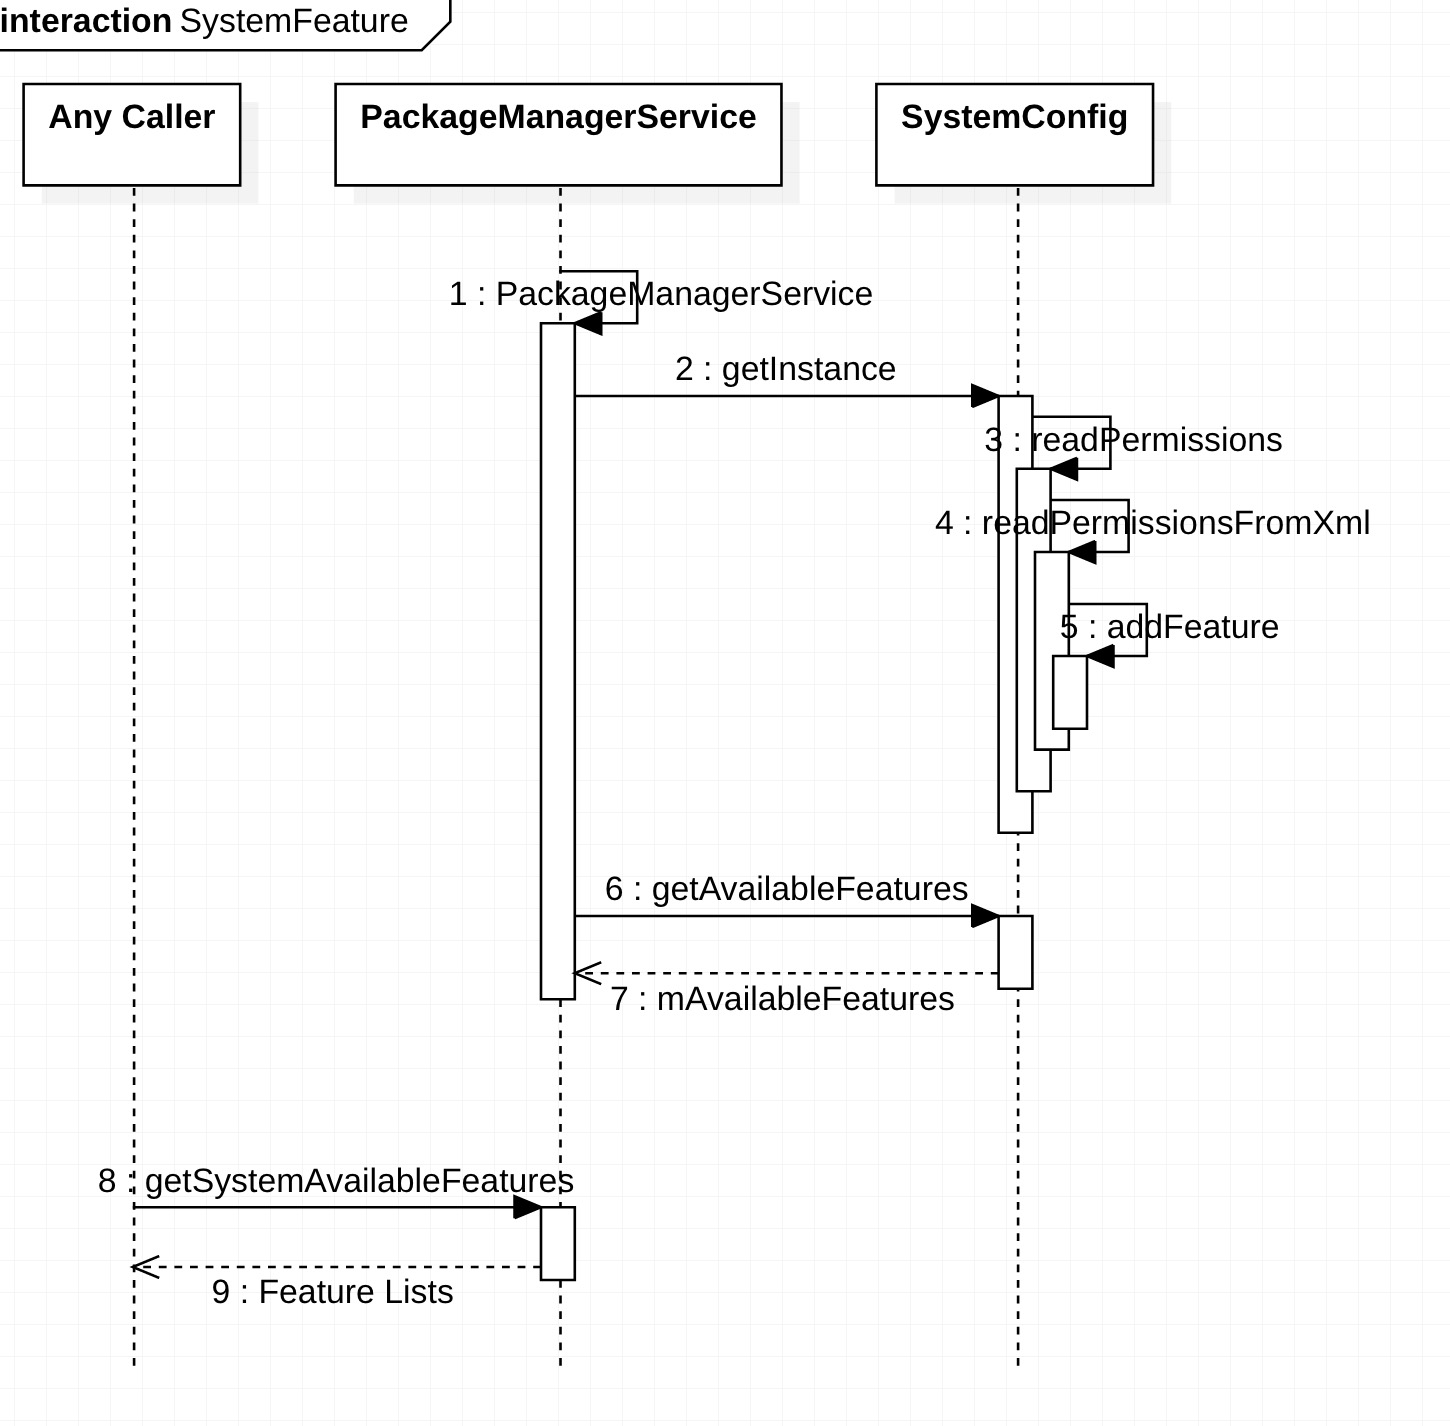 interaction SystemFeature
Any Caller
PackageManagerService
SystemConfig
1 : PackageManagerService
2 : getInstance
3 : readPermissions
4 : readPermissionsFromXml
5 : addFeature
6 : getAvailableFeatures
7 : mAvailableFeatures
8 : getSystemAvailableFeatures
9 : Feature Lists